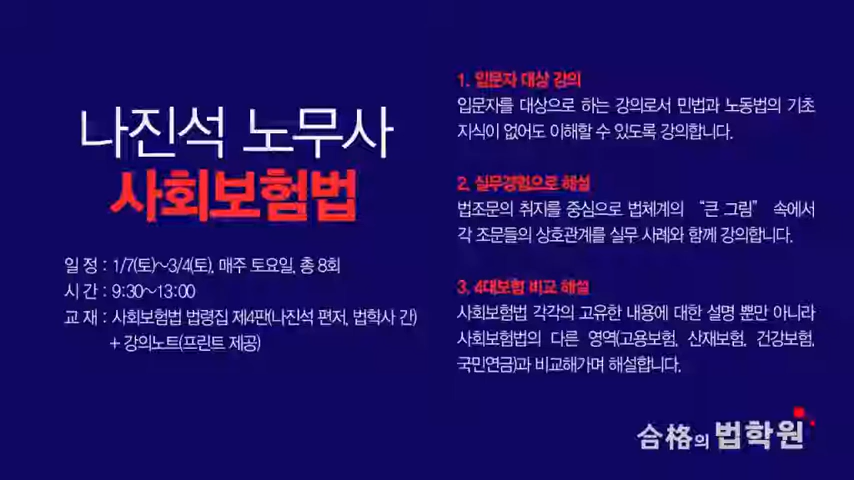 나진석 노무사
사회보험법
일 정 : 1/7(토)~3/4(토), 매주 토요일, 총 8회
시 간 : 9:30~13:00
교 재 : 사회보험법 법령집 제4판(나진석 편저, 법학사 간)
+ 강의노트(프린트 제공)
1. 입문자 대상 강의
입문자를 대상으로 하는 강의로서 민법과 노동법의 기초
지식이 없어도 이해할 수 있도록 강의합니다.
2. 실무경험으로 해설
법조문의 취지를 중심으로 법체계의 “큰 그림” 속에서
각 조문들의 상호관계를 실무 사례와 함께 강의합니다.
3. 4대보험 비교 해설
사회보험법 각각의 고유한 내용에 대한 설명 뿐만 아니라
사회보험법의 다른 영역(고용보험, 산재보험, 건강보험,
국민연금)과 비교해가며 해설합니다.
合格의 법학원